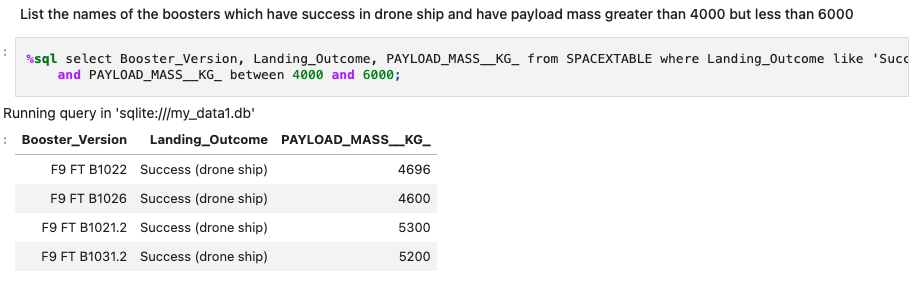 List the names of the boosters which have success in drone ship and have payload mass greater than 4000 but less than 6000
: %sql select Booster_Version, Landing_Outcome, PAYLOAD_MASS__KG_ from SPACEXTABLE where Landing_Outcome like 'Succ
and PAYLOAD_MASS__KG_ between 4000 and 6000;
Running query in 'sqlite:///my_data1.db'
: Booster_Version Landing_Outcome PAYLOAD_MASS__KG_
F9 FT B1022 Success (drone ship) 4696
F9 FT B1026 Success (drone ship) 4600
F9 FT B1021.2 Success (drone ship) 5300
F9 FT B1031.2 Success (drone ship) 5200